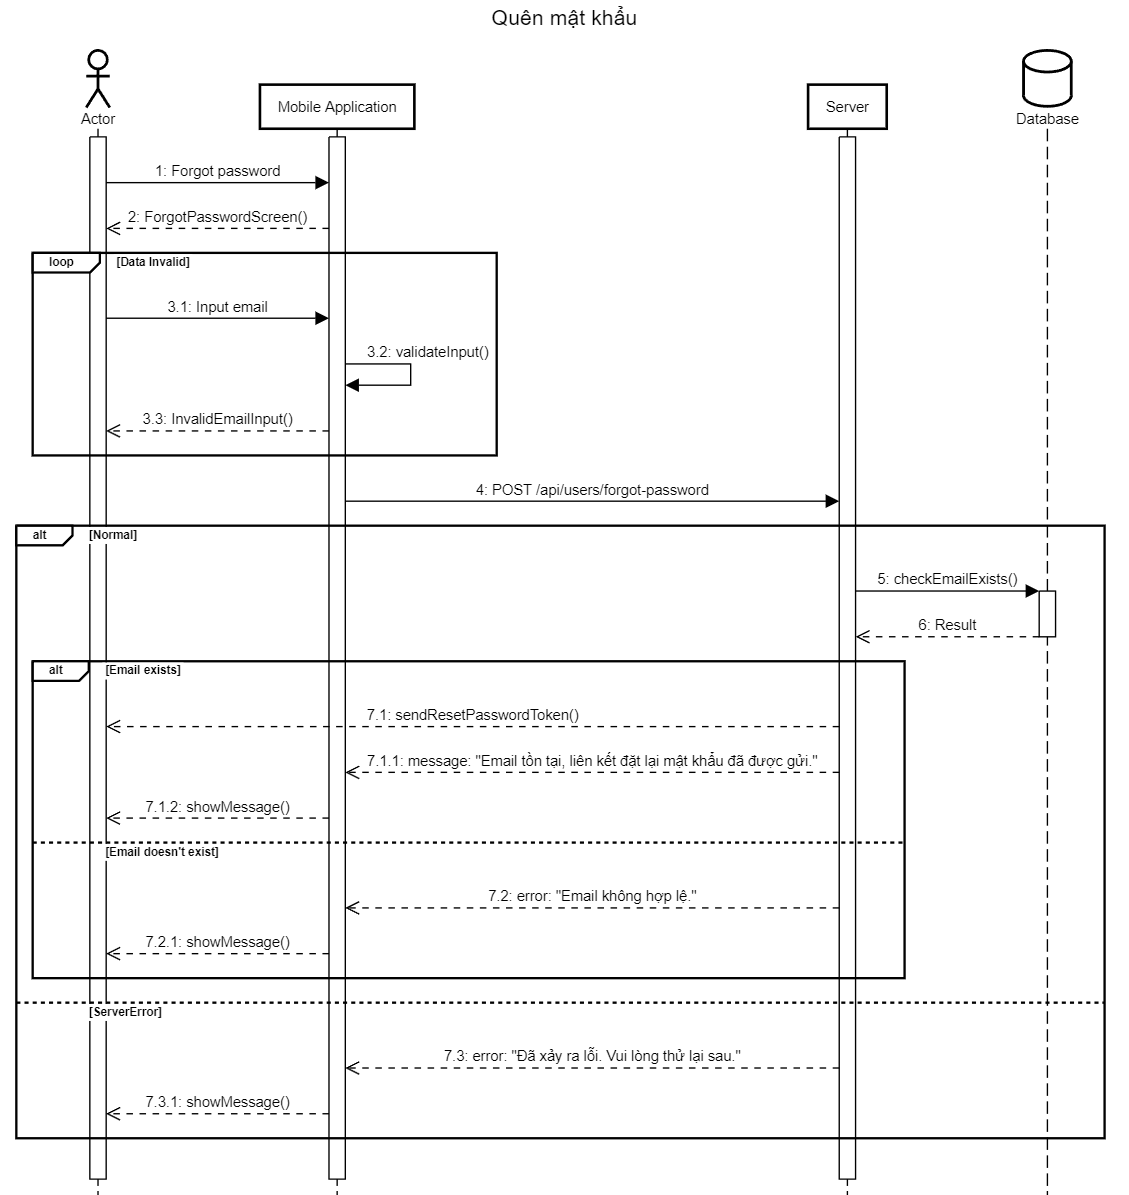 Quên mật khẩu
Actor
Mobile Application
Server
Database
1: Forgot password
2: ForgotPasswordScreen()
loop
[Data Invalid]
3.1: Input email
3.2: validateInput()
3.3: InvalidEmailInput()
4: POST /api/users/forgot-password
alt
[Normal]
5: checkEmailExists()
6: Result
alt
[Email exists]
7.1: sendResetPasswordToken()
7.1.1: message: "Email tồn tại, liên kết đặt lại mật khẩu đã được gửi."
7.1.2: showMessage()
[Email doesn't exist]
7.2: error: "Email không hợp lệ."
7.2.1: showMessage()
[ServerError]
7.3: error: "Đã xảy ra lỗi. Vui lòng thử lại sau."
7.3.1: showMessage()